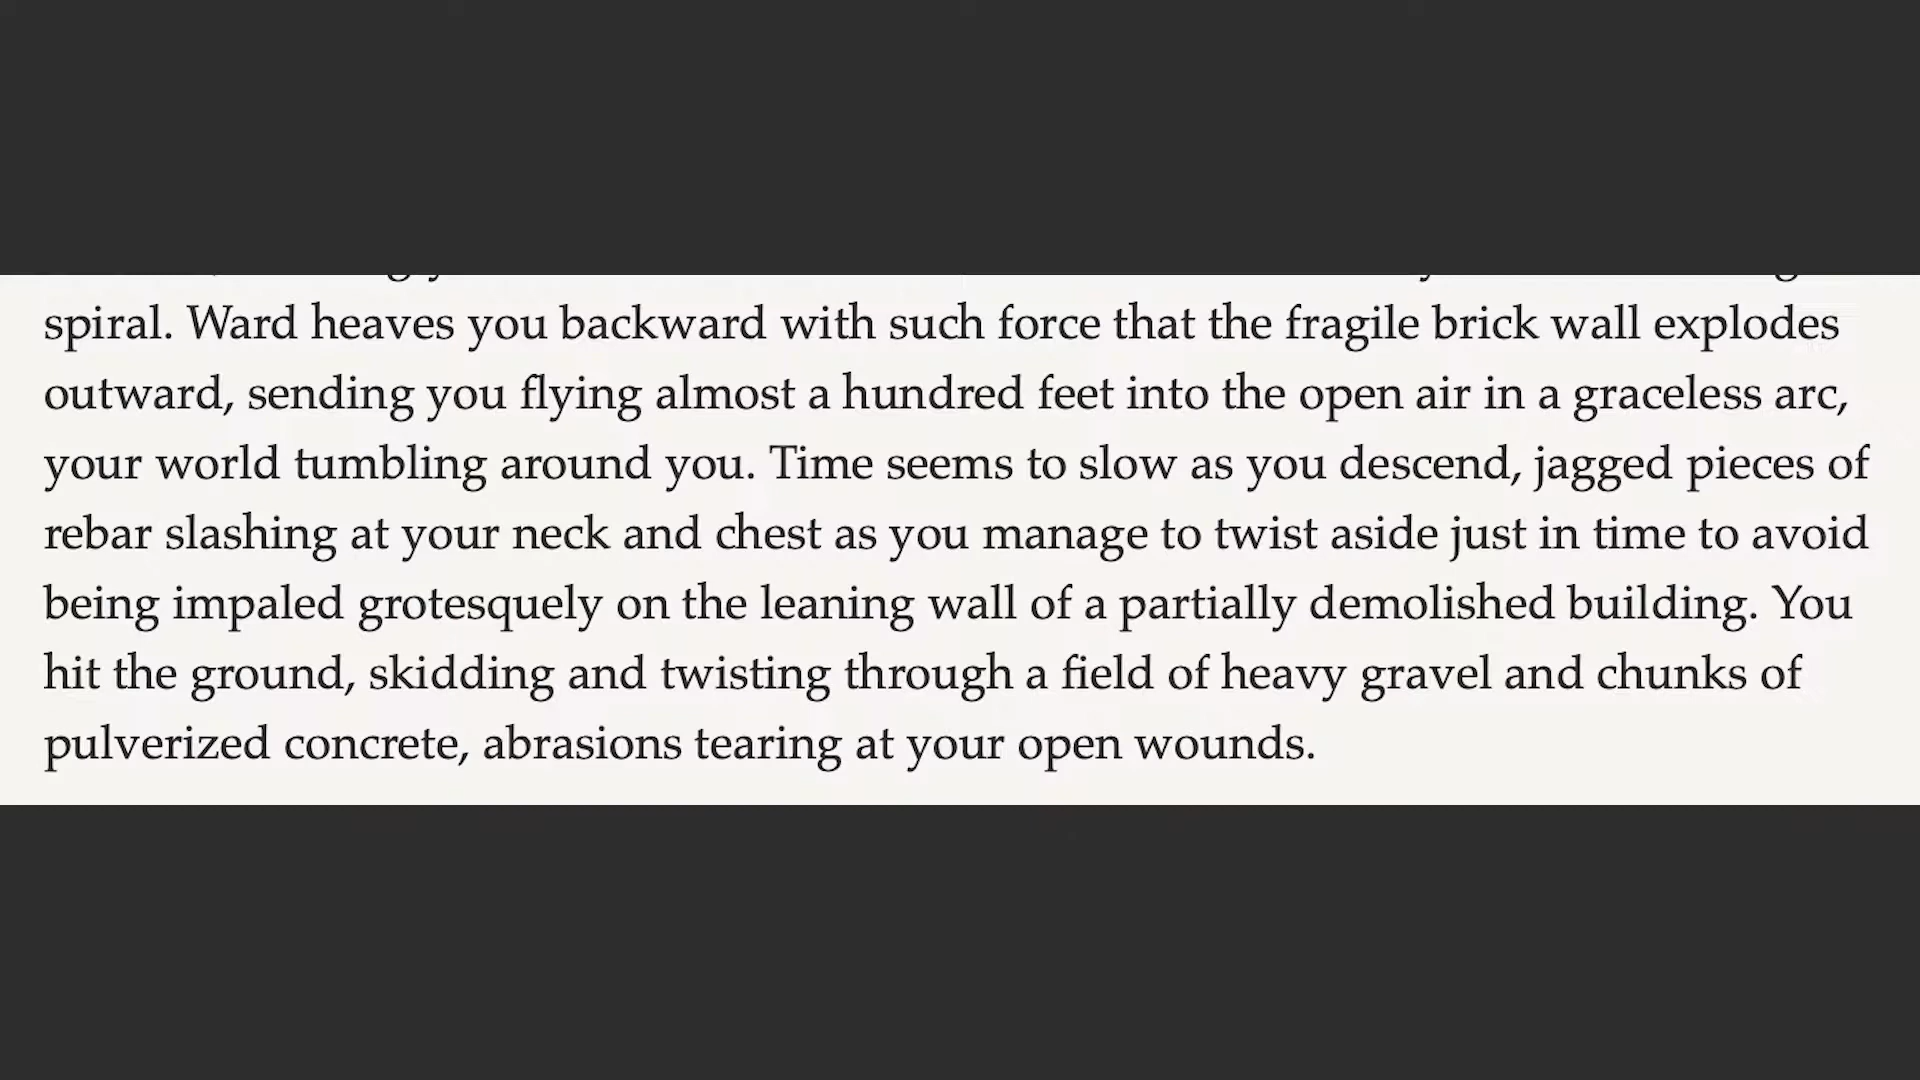 spiral. Ward heaves you backward with such force that the fragile brick wall explodes
outward, sending you flying almost a hundred feet into the open air in a graceless arc,
your world tumbling around you. Time seems to slow as you descend, jagged pieces of
rebar slashing at your neck and chest as you manage to twist aside just in time to avoid
being impaled grotesquely on the leaning wall of a partially demolished building. You
hit the ground, skidding and twisting through a field of heavy gravel and chunks of
pulverized concrete, abrasions tearing at your open wounds.